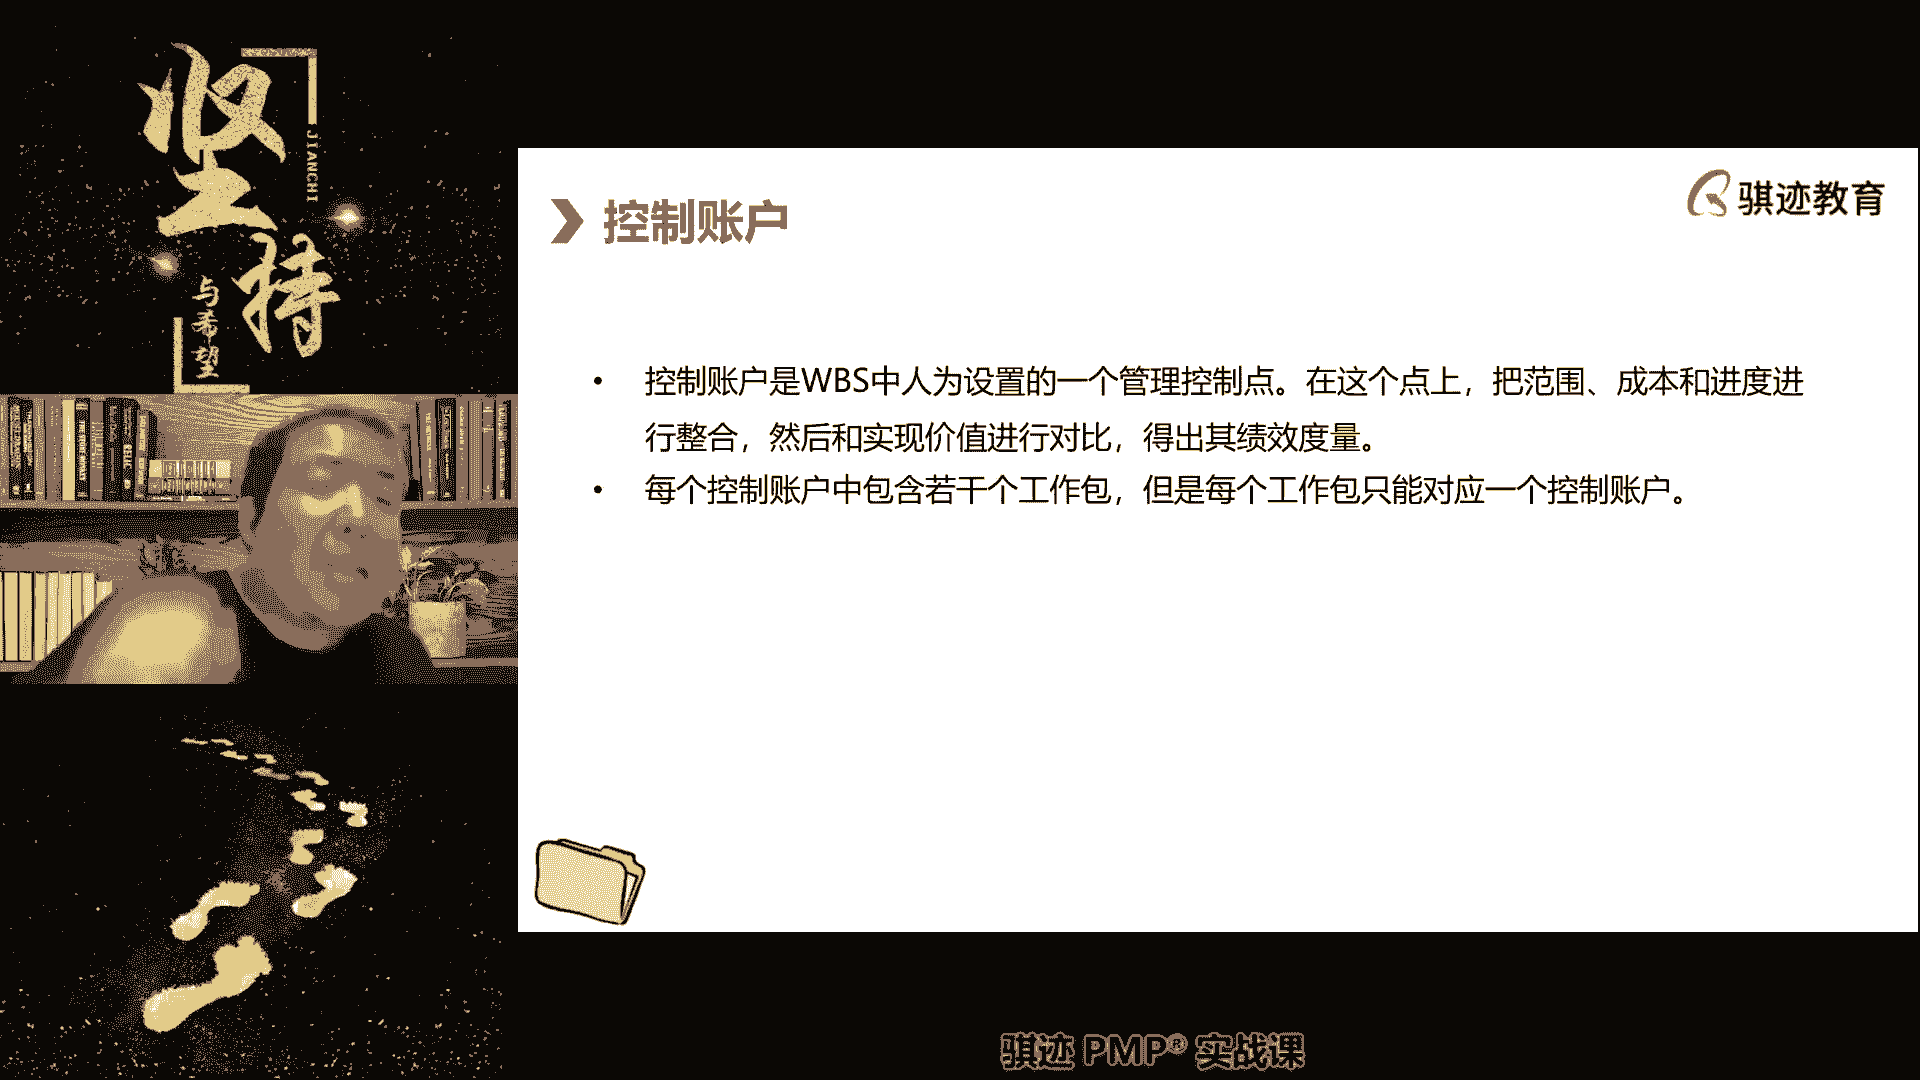 坚持
JIANCHI
与希望
骐迹教育
控制账户
• 控制账户是WBS中人为设置的一个管理控制点。在这个点上，把范围、成本和进度进
行整合，然后和实现价值进行对比，得出其绩效度量。
• 每个控制账户中包含若干个工作包，但是每个工作包只能对应一个控制账户。
骐迹 PMP® 实战课